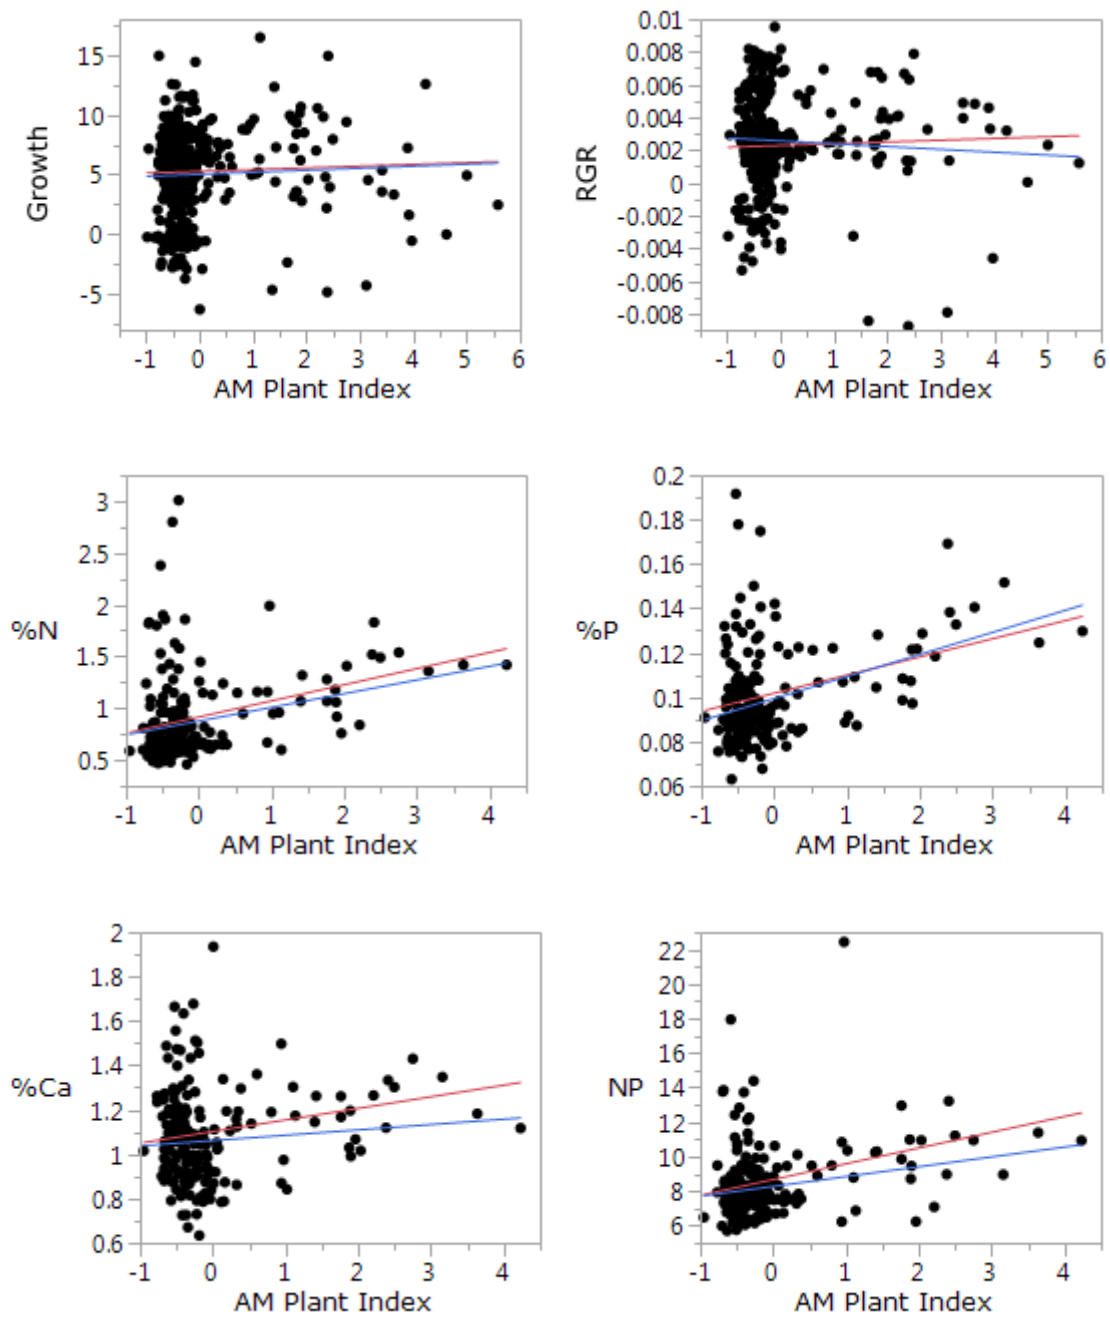 Growth
15
10
5
0
-5
-1 0 1 2 3 4 5 6
AM Plant Index
RGR
0.01
0.008
0.006
0.004
0.002
0
-0.002
-0.004
-0.006
-0.008
-1 0 1 2 3 4 5 6
AM Plant Index
%N
3
2.5
2
1.5
1
0.5
-1 0 1 2 3 4
AM Plant Index
%P
0.2
0.18
0.16
0.14
0.12
0.1
0.08
0.06
-1 0 1 2 3 4
AM Plant Index
%Ca
2
1.8
1.6
1.4
1.2
1
0.8
0.6
-1 0 1 2 3 4
AM Plant Index
NP
22
20
18
16
14
12
10
8
6
-1 0 1 2 3 4
AM Plant Index